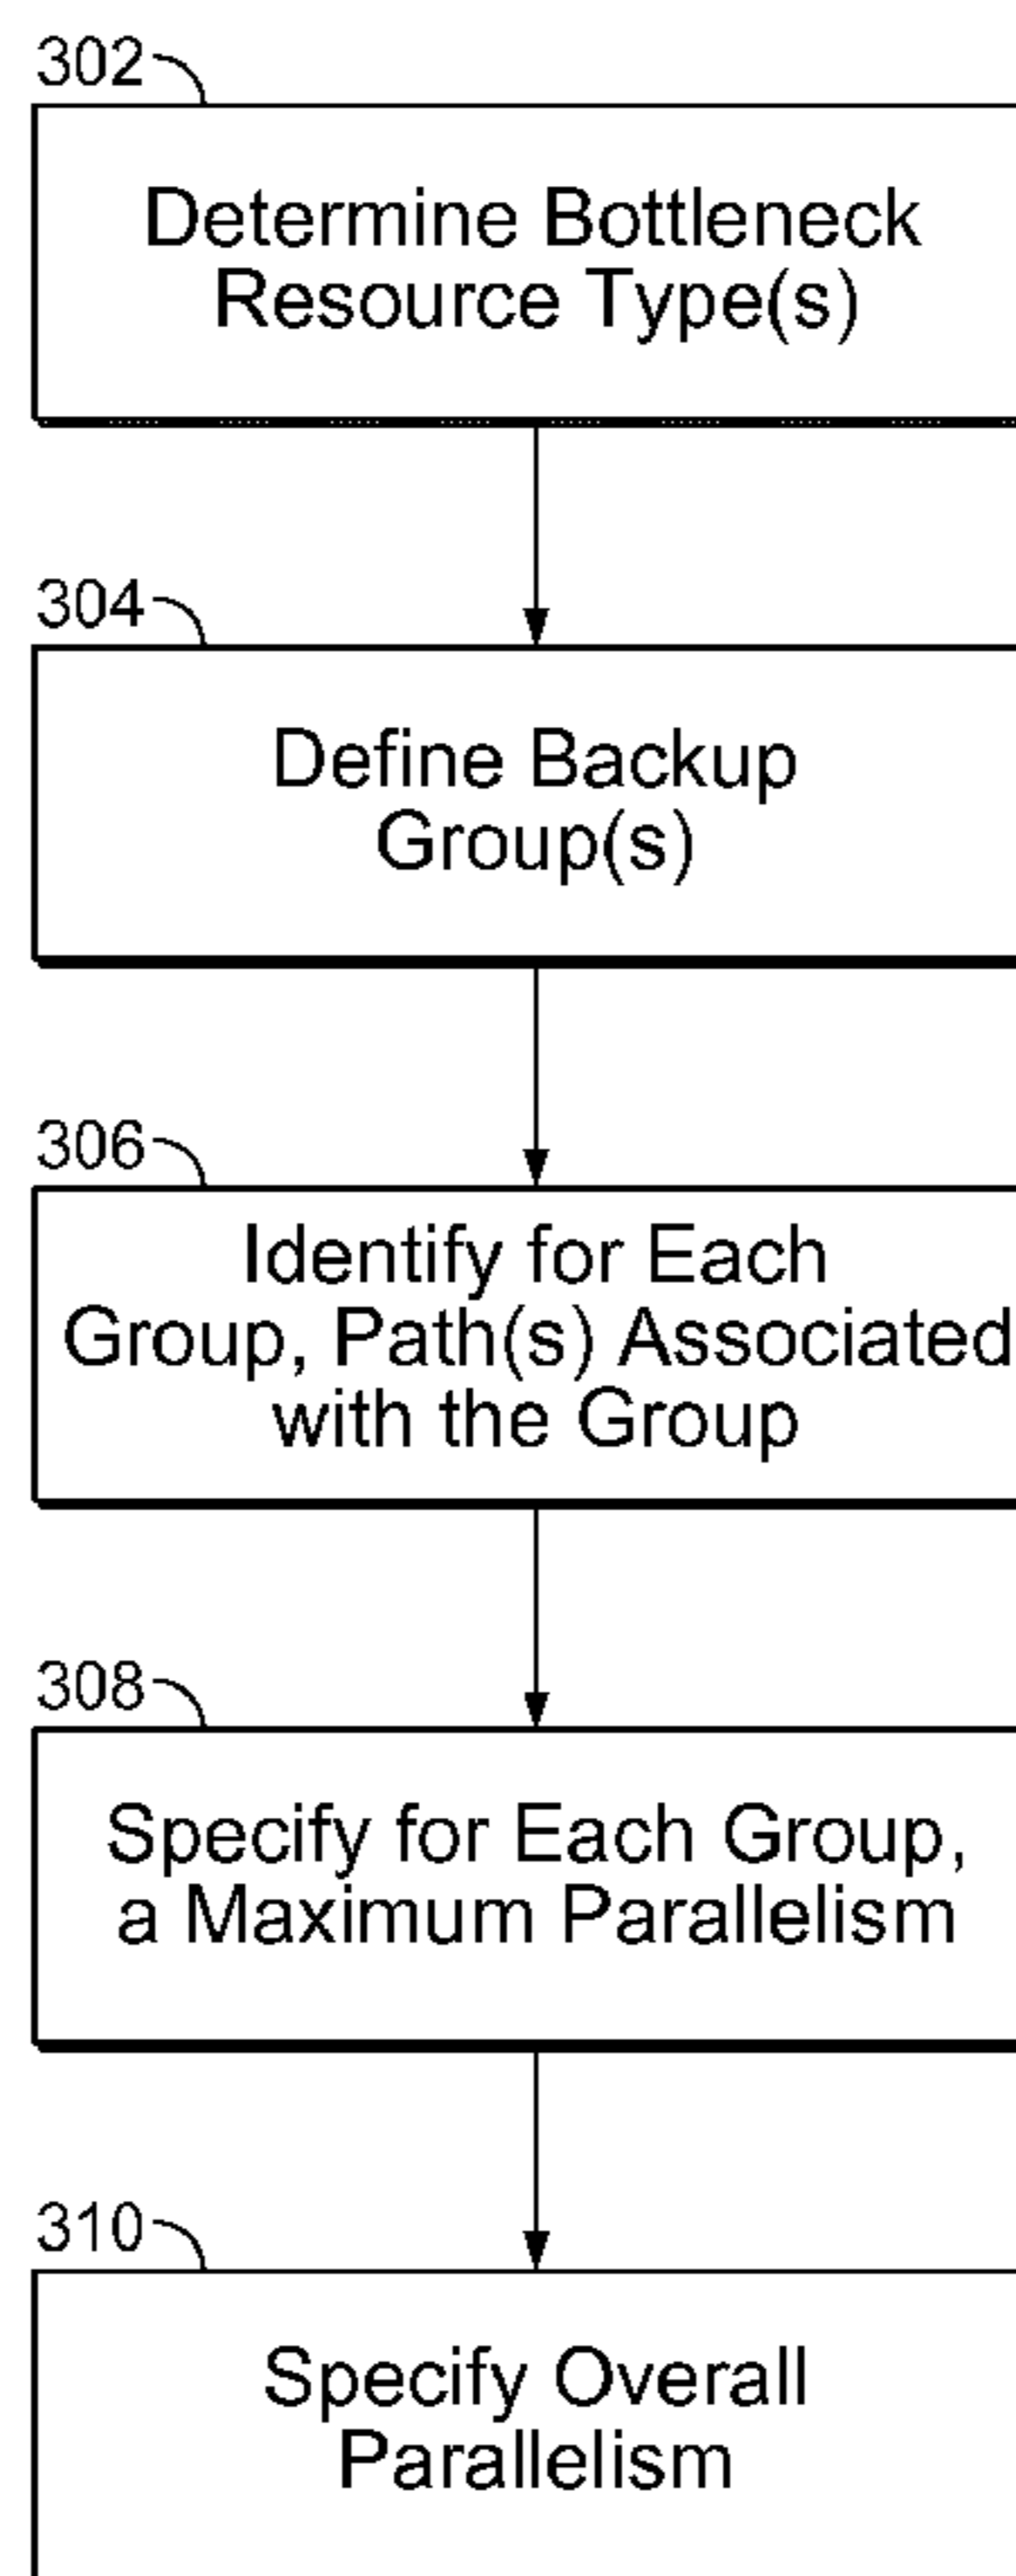 302
Determine Bottleneck
Resource Type(s)
304
Define Backup
Group(s)
306
Identify for Each
Group, Path(s) Associated
with the Group
308
Specify for Each Group,
a Maximum Parallelism
310
Specify Overall
Parallelism